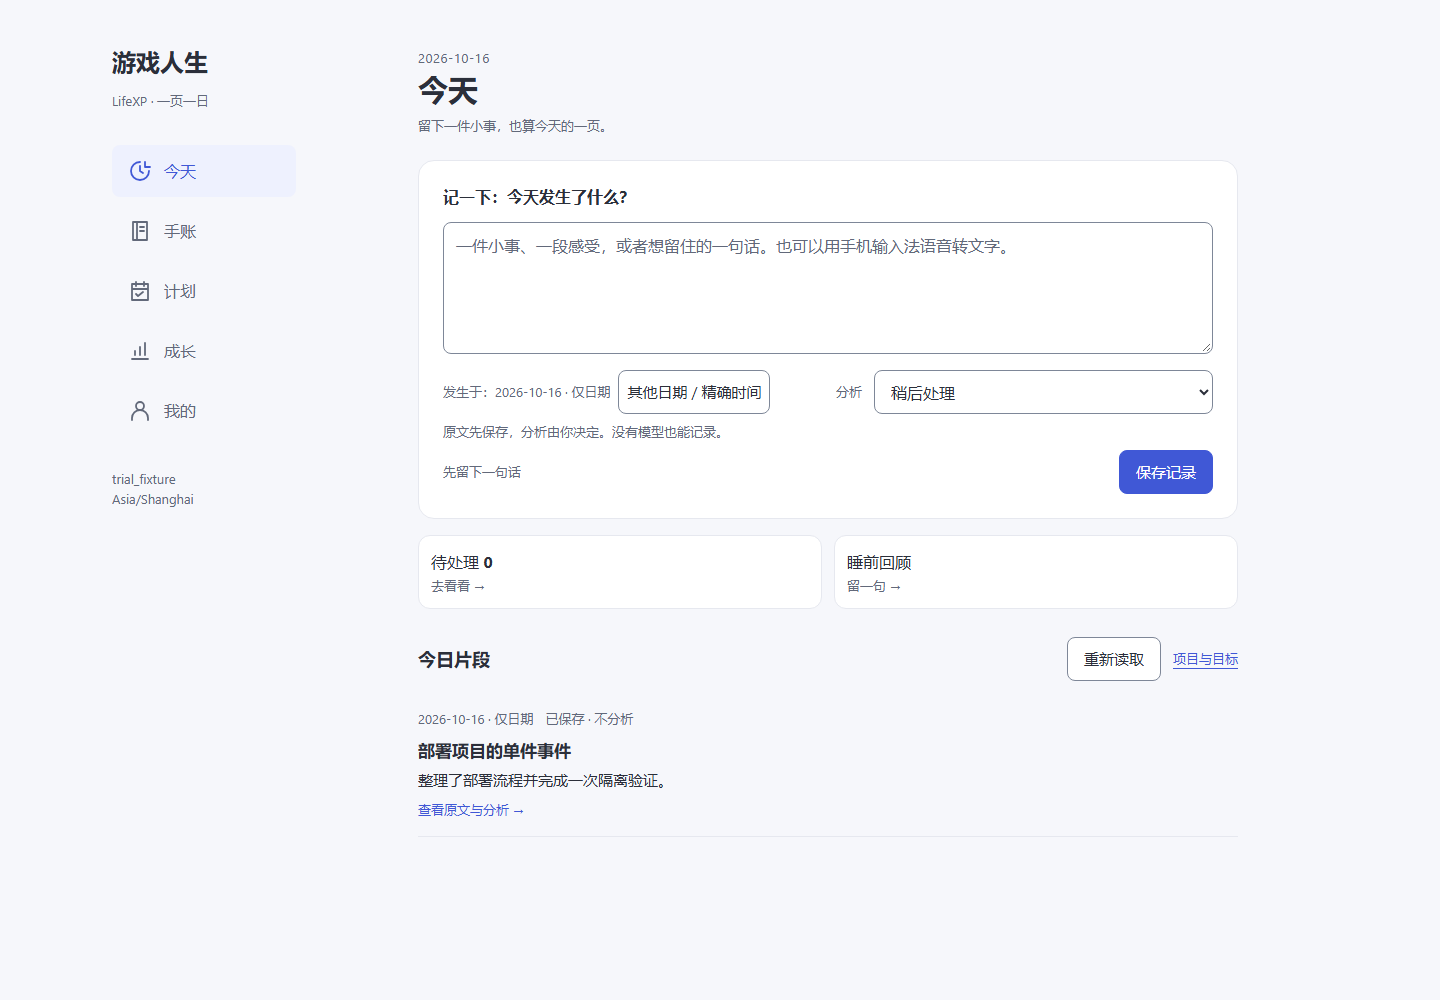 游戏人生
LifeXP · 一页一日
今天
手账
计划
成长
我的
trial_fixture
Asia/Shanghai
2026-10-16
今天
留下一件小事，也算今天的一页。
记一下：今天发生了什么？
一件小事、一段感受，或者想留住的一句话。也可以用手机输入法语音转文字。
发生于：2026-10-16 · 仅日期 其他日期 / 精确时间 分析 稍后处理
原文先保存，分析由你决定。没有模型也能记录。
先留下一句话 保存记录
待处理 0
去看看 →
睡前回顾
留一句 →
今日片段 重新读取 项目与目标
2026-10-16 · 仅日期 已保存 · 不分析
部署项目的单件事件
整理了部署流程并完成一次隔离验证。
查看原文与分析 →